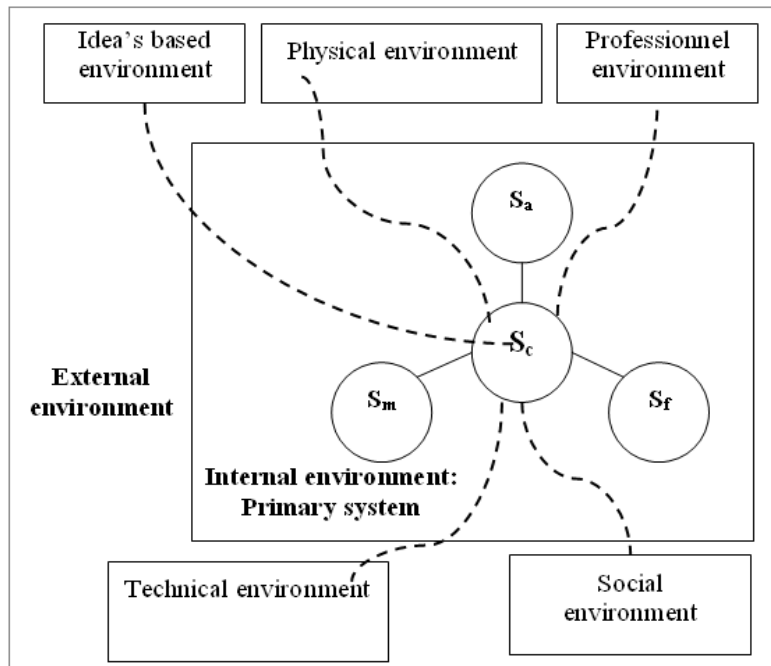 Idea's based
environment
Physical environment
Professionnel
environment
Sa
Sc
Sm
Sf
External
environment
Internal environment:
Primary system
Technical environment
Social
environment